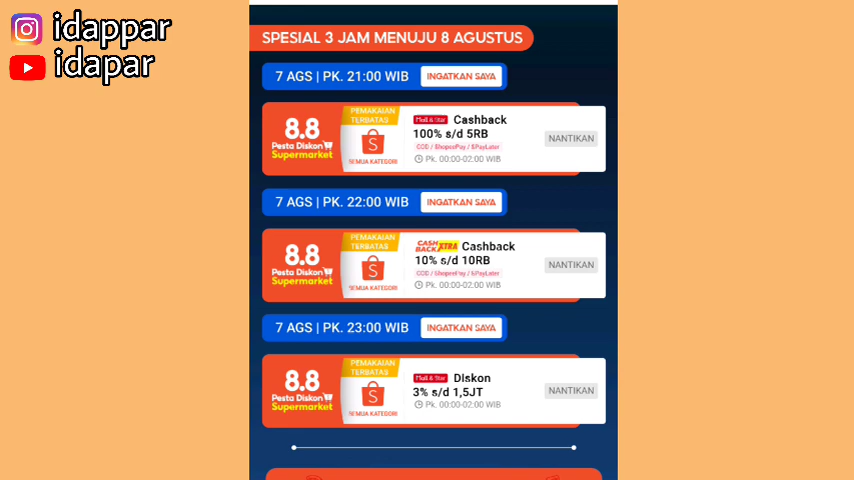 idappar
idapar
SPESIAL 3 JAM MENUJU 8 AGUSTUS
7 AGS | PK. 21:00 WIB
INGATKAN SAYA
8.8
Pesta Diskon
Supermarket
PEMAKAIAN
TERBATAS
S
SEMUA KATEGORI
Mall & Star Cashback
100% s/d 5RB
COD / ShopeePay / SPayLater
Pk. 00:00-02:00 WIB
NANTIKAN
7 AGS | PK. 22:00 WIB
INGATKAN SAYA
8.8
Pesta Diskon
Supermarket
PEMAKAIAN
TERBATAS
S
SEMUA KATEGORI
CASHBACK XTRA Cashback
10% s/d 10RB
COD / ShopeePay / SPayLater
Pk. 00:00-02:00 WIB
NANTIKAN
7 AGS | PK. 23:00 WIB
INGATKAN SAYA
8.8
Pesta Diskon
Supermarket
PEMAKAIAN
TERBATAS
S
SEMUA KATEGORI
Mall & Star Diskon
3% s/d 1,5JT
Pk. 00:00-02:00 WIB
NANTIKAN